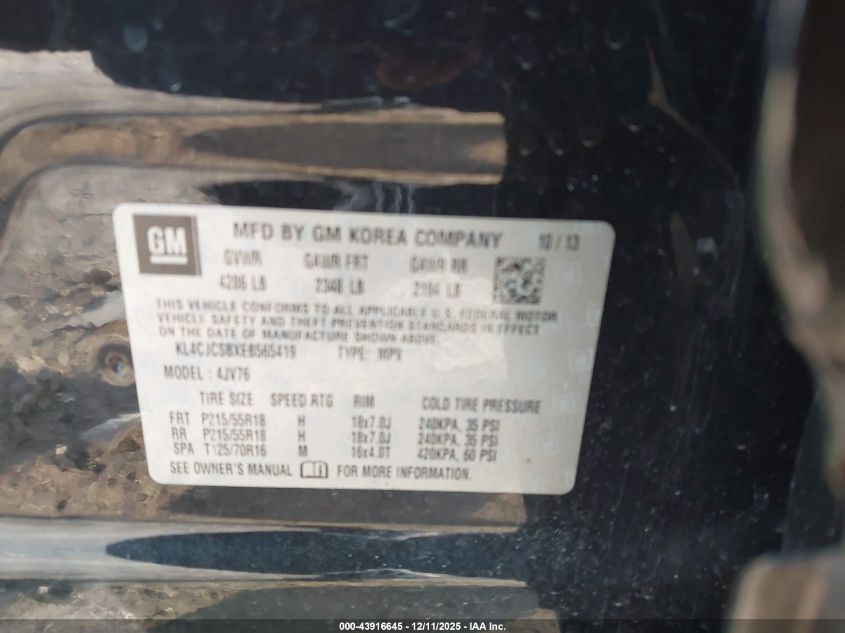 GM
MFD BY GM KOREA COMPANY 10 / 13
GVWR GAWR FRT GAWR RR
4286 LB 2348 LB 2194 LB
THIS VEHICLE CONFORMS TO ALL APPLICABLE U.S. FEDERAL MOTOR
VEHICLE SAFETY AND THEFT PREVENTION STANDARDS IN EFFECT
ON THE DATE OF MANUFACTURE SHOWN ABOVE.
KL4CJCSBXEB565419 TYPE: MPV
MODEL : 4JV76
TIRE SIZE SPEED RTG RIM COLD TIRE PRESSURE
FRT P215/55R18 H 18x7.0J 240KPA, 35 PSI
RR P215/55R18 H 18x7.0J 240KPA, 35 PSI
SPA T125/70R16 M 16x4.0T 420KPA, 60 PSI
SEE OWNER'S MANUAL FOR MORE INFORMATION.
000-43916645 - 12/11/2025 - IAA Inc.